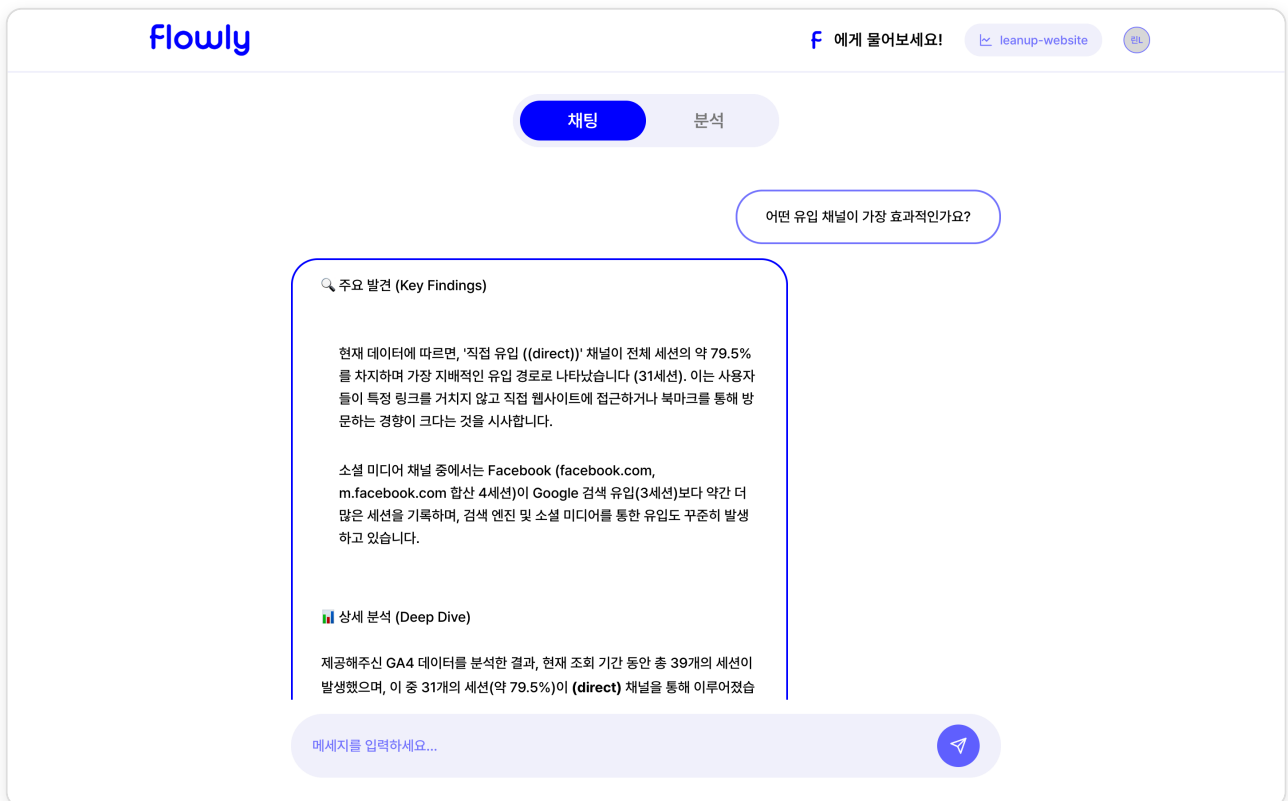 flowly
에게 물어보세요!
leanup-website
린L
채팅
분석
어떤 유입 채널이 가장 효과적인가요?
🔍 주요 발견 (Key Findings)
현재 데이터에 따르면, '직접 유입 ((direct))' 채널이 전체 세션의 약 79.5%
를 차지하며 가장 지배적인 유입 경로로 나타났습니다 (31세션). 이는 사용자
들이 특정 링크를 거치지 않고 직접 웹사이트에 접근하거나 북마크를 통해 방
문하는 경향이 크다는 것을 시사합니다.
소셜 미디어 채널 중에서는 Facebook (facebook.com,
m.facebook.com 합산 4세션)이 Google 검색 유입(3세션)보다 약간 더
많은 세션을 기록하며, 검색 엔진 및 소셜 미디어를 통한 유입도 꾸준히 발생
하고 있습니다.
📊 상세 분석 (Deep Dive)
제공해주신 GA4 데이터를 분석한 결과, 현재 조회 기간 동안 총 39개의 세션이
발생했으며, 이 중 31개의 세션(약 79.5%)이 (direct) 채널을 통해 이루어졌습
메세지를 입력하세요...